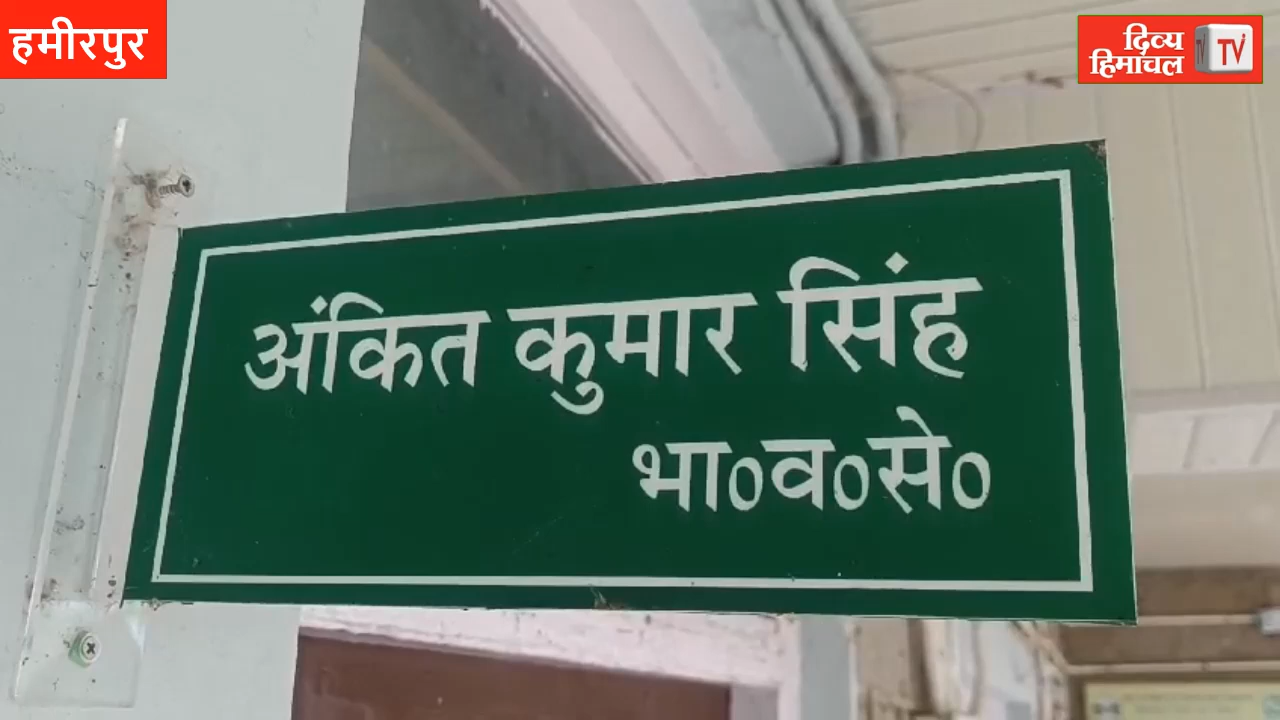 हमीरपुर
दिव्य
हिमाचल
TV
अंकित कुमार सिंह
भा०व०से०